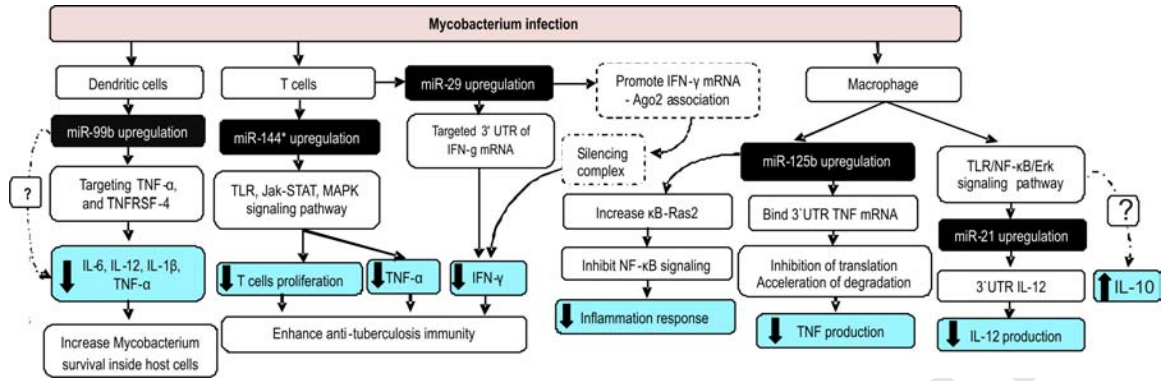 Mycobacterium infection
Dendritic cells
T cells
miR-29 upregulation
Promote IFN-γ mRNA
- Ago2 association
Macrophage
miR-99b upregulation
miR-144* upregulation
Targeted 3' UTR of
IFN-g mRNA
Silencing
complex
miR-125b upregulation
TLR/NF-κB/Erk
signaling pathway
?
Targeting TNF-α,
and TNFRSF-4
TLR, Jak-STAT, MAPK
signaling pathway
Increase κB-Ras2
Bind 3`UTR TNF mRNA
miR-21 upregulation
?
IL-6, IL-12, IL-1β,
TNF-α
T cells proliferation
TNF-α
IFN-γ
Inhibit NF-κB signaling
Inhibition of translation
Acceleration of degradation
3`UTR IL-12
IL-10
Increase Mycobacterium
survival inside host cells
Enhance anti-tuberculosis immunity
Inflammation response
TNF production
IL-12 production